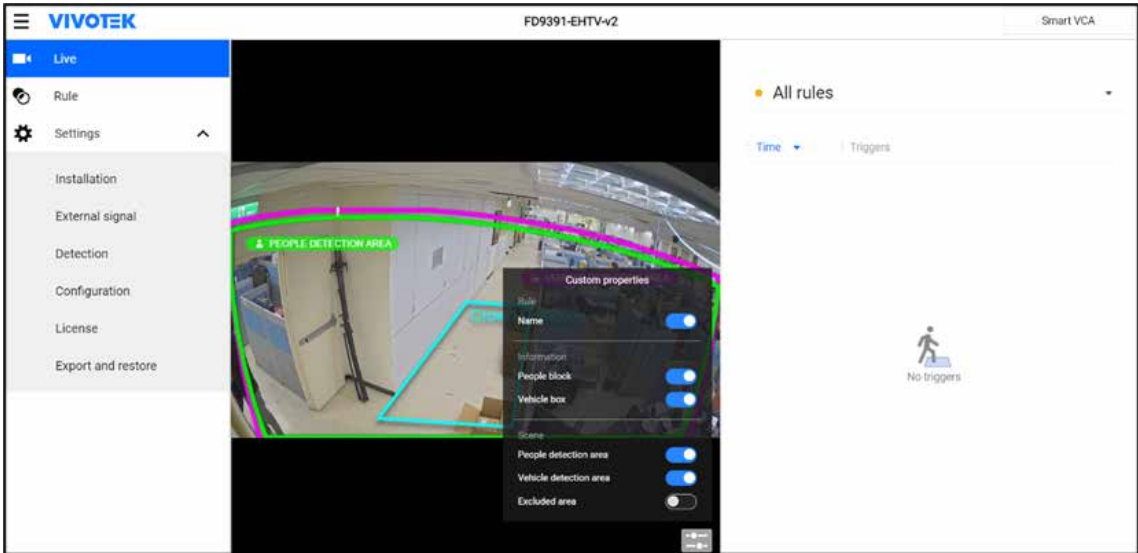 VIVOTEK
FD9391-EHTV-v2
Smart VCA
Live
Rule
Settings
Installation
External signal
Detection
Configuration
License
Export and restore
PEOPLE DETECTION AREA
Custom properties
Rule
Name
Information
People block
Vehicle box
Scene
People detection area
Vehicle detection area
Excluded area
All rules
Time
Triggers
No triggers